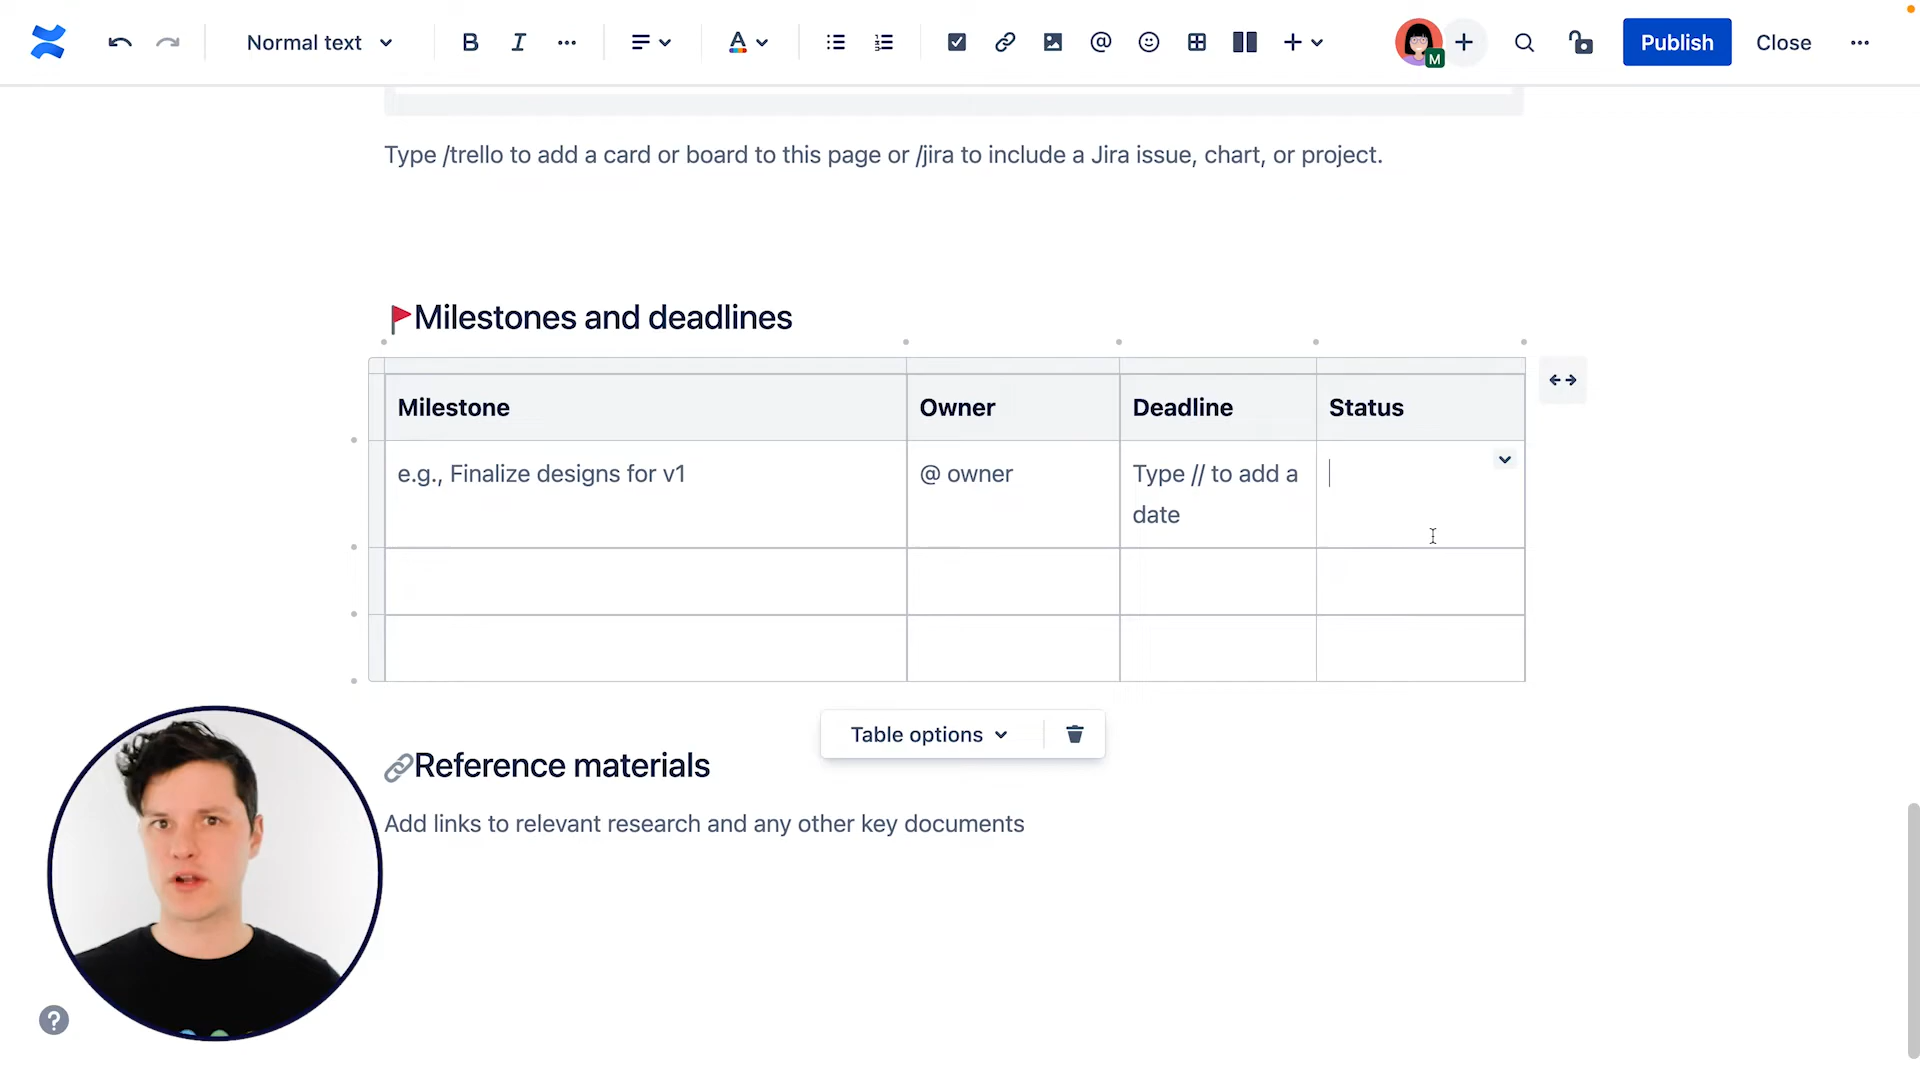 Normal text
B
I
A
M
Publish
Close
Type /trello to add a card or board to this page or /jira to include a Jira issue, chart, or project.
Milestones and deadlines
Milestone
Owner
Deadline
Status
e.g., Finalize designs for v1
@ owner
Type // to add a
date
Table options
Reference materials
Add links to relevant research and any other key documents
?